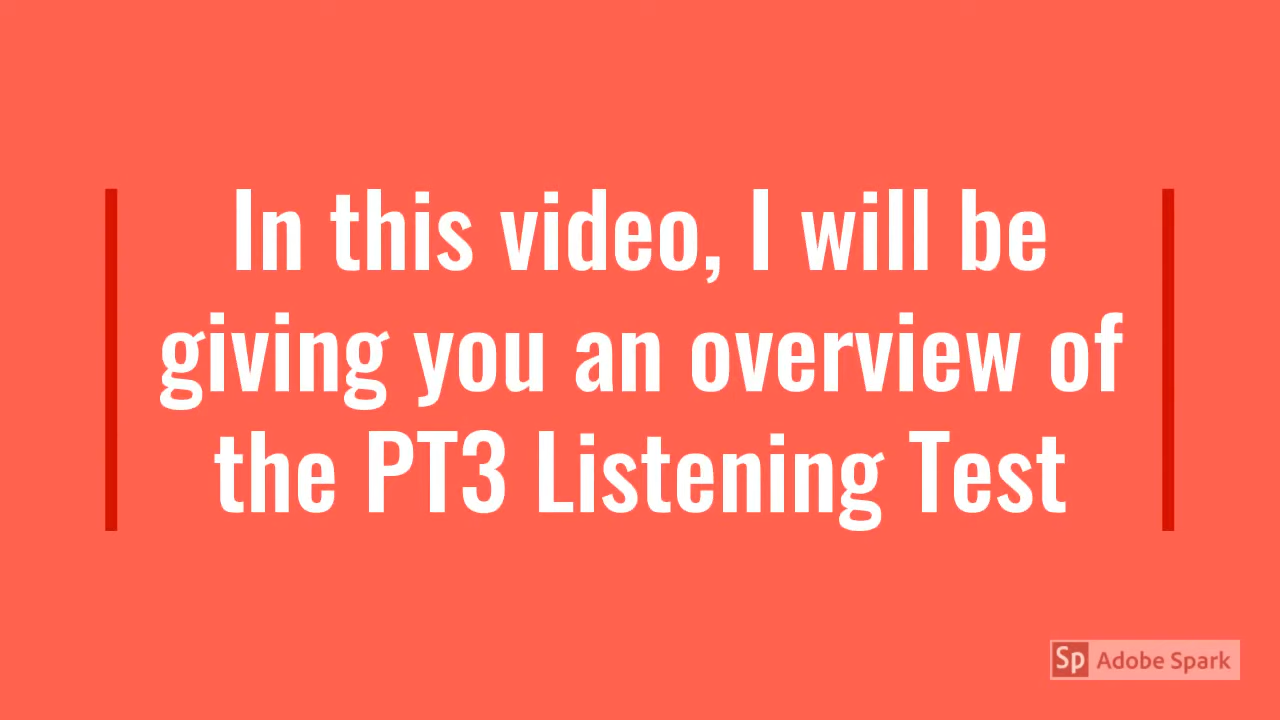 In this video, I will be
giving you an overview of
the PT3 Listening Test
Sp Adobe Spark